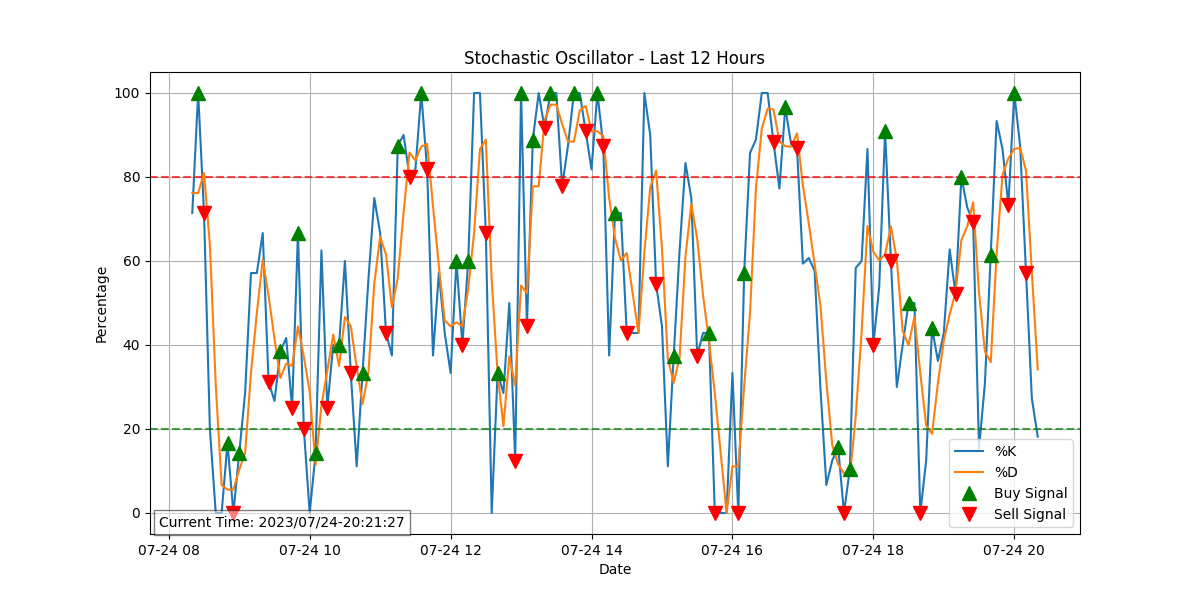 Stochastic Oscillator - Last 12 Hours
100
80
60
40
20
0
Percentage
%K
%D
Buy Signal
Sell Signal
Current Time: 2023/07/24-20:21:27
07-24 08
07-24 10
07-24 12
07-24 14
07-24 16
07-24 18
07-24 20
Date